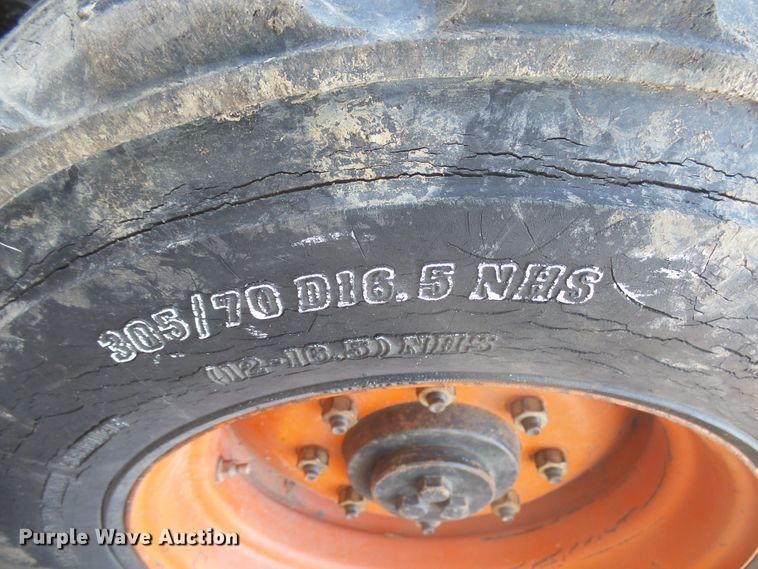 305/70 D16.5 NHS
(12-16.5) NHS
Purple Wave Auction